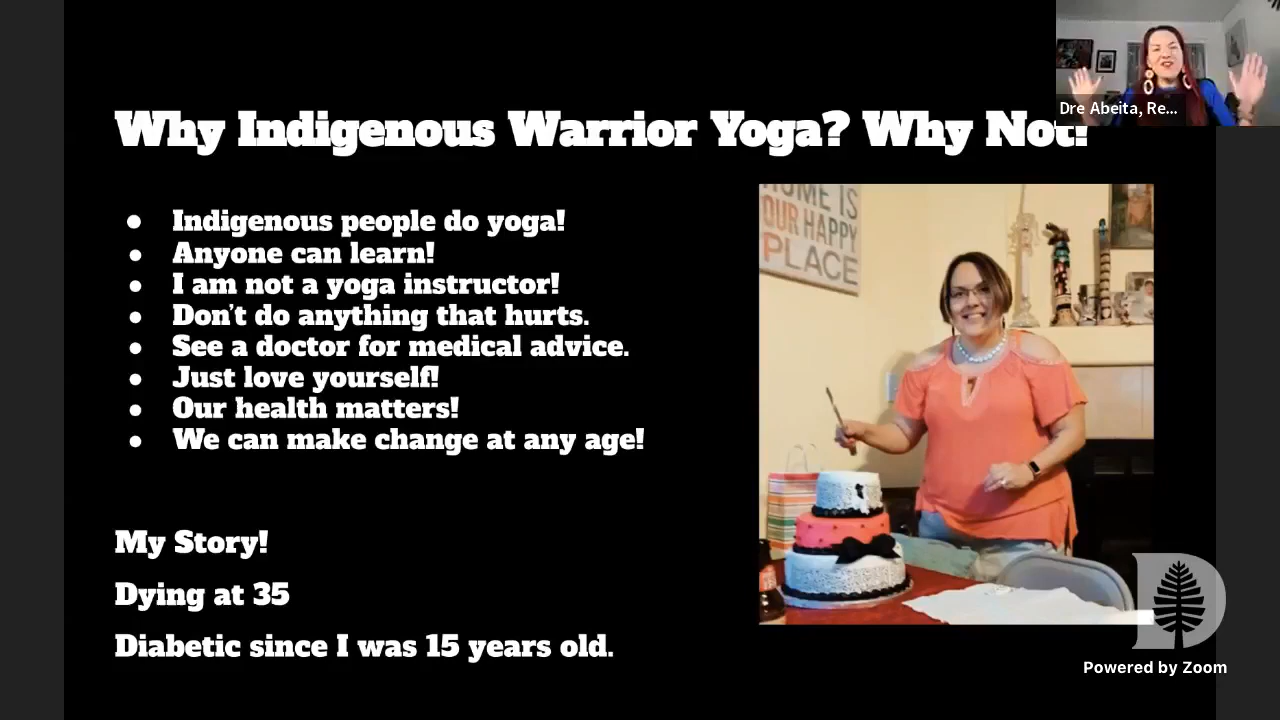 Dre Abeita, Re...
Why Indigenous Warrior Yoga? Why Not!
● Indigenous people do yoga!
● Anyone can learn!
● I am not a yoga instructor!
● Don't do anything that hurts.
● See a doctor for medical advice.
● Just love yourself!
● Our health matters!
● We can make change at any age!
HOME IS
OUR HAPPY
PLACE
My Story!
Dying at 35
Diabetic since I was 15 years old.
D
Powered by Zoom